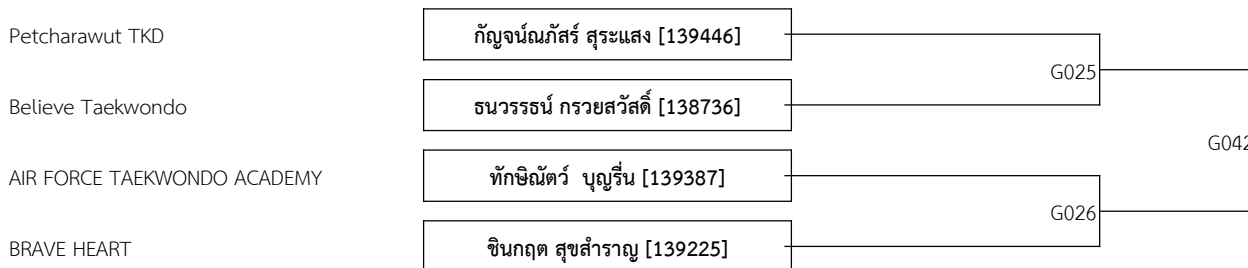 Petcharawut TKD กัญจน์ณภัสร์ สุระแสง [139446]
G025
Believe Taekwondo ธนวรรธน์ กรวยสวัสดิ์ [138736]
G042
AIR FORCE TAEKWONDO ACADEMY ทักษิณัตว์ บุญรื่น [139387]
G026
BRAVE HEART ชินกฤต สุขสำราญ [139225]